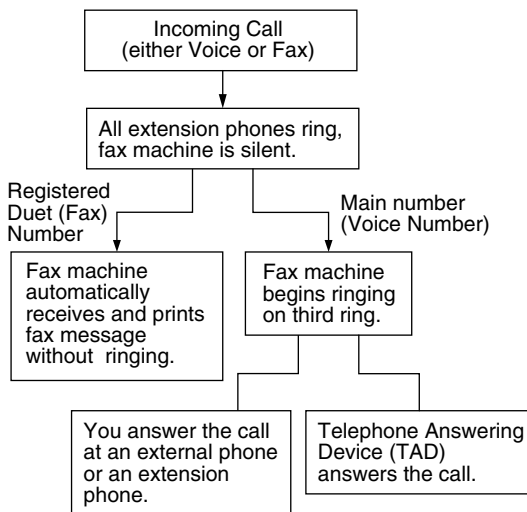 Incoming Call
(either Voice or Fax)
All extension phones ring,
fax machine is silent.
Registered
Duet (Fax)
Number
Main number
(Voice Number)
Fax machine
automatically
receives and prints
fax message
without ringing.
Fax machine
begins ringing
on third ring.
You answer the call
at an external phone
or an extension
phone.
Telephone Answering
Device (TAD)
answers the call.